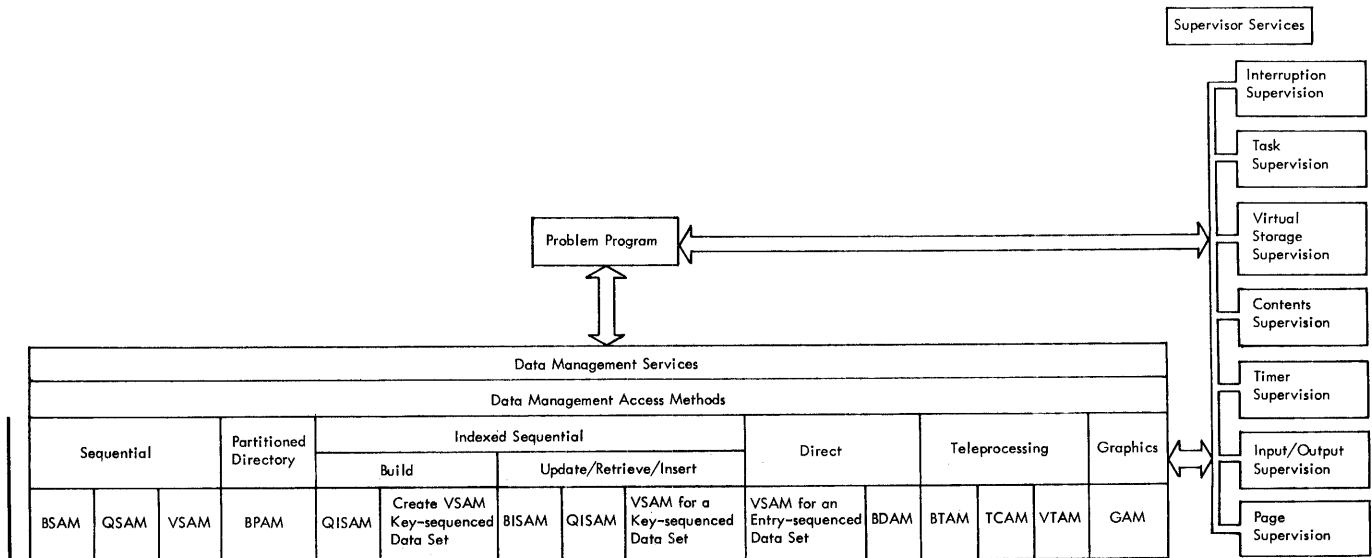 Supervisor Services
Interruption
Supervision
Task
Supervision
Virtual
Storage
Supervision
Contents
Supervision
Timer
Supervision
Input/Output
Supervision
Page
Supervision
Problem Program
Data Management Services
Data Management Access Methods
Sequential
Partitioned
Directory
Indexed Sequential
Build
Update/Retrieve/Insert
Direct
Teleprocessing
Graphics
BSAM
QSAM
VSAM
BPAM
QISAM
Create VSAM
Key-sequenced
Data Set
BISAM
QISAM
VSAM for a
Key-sequenced
Data Set
VSAM for an
Entry-sequenced
Data Set
BDAM
BTAM
TCAM
VTAM
GAM